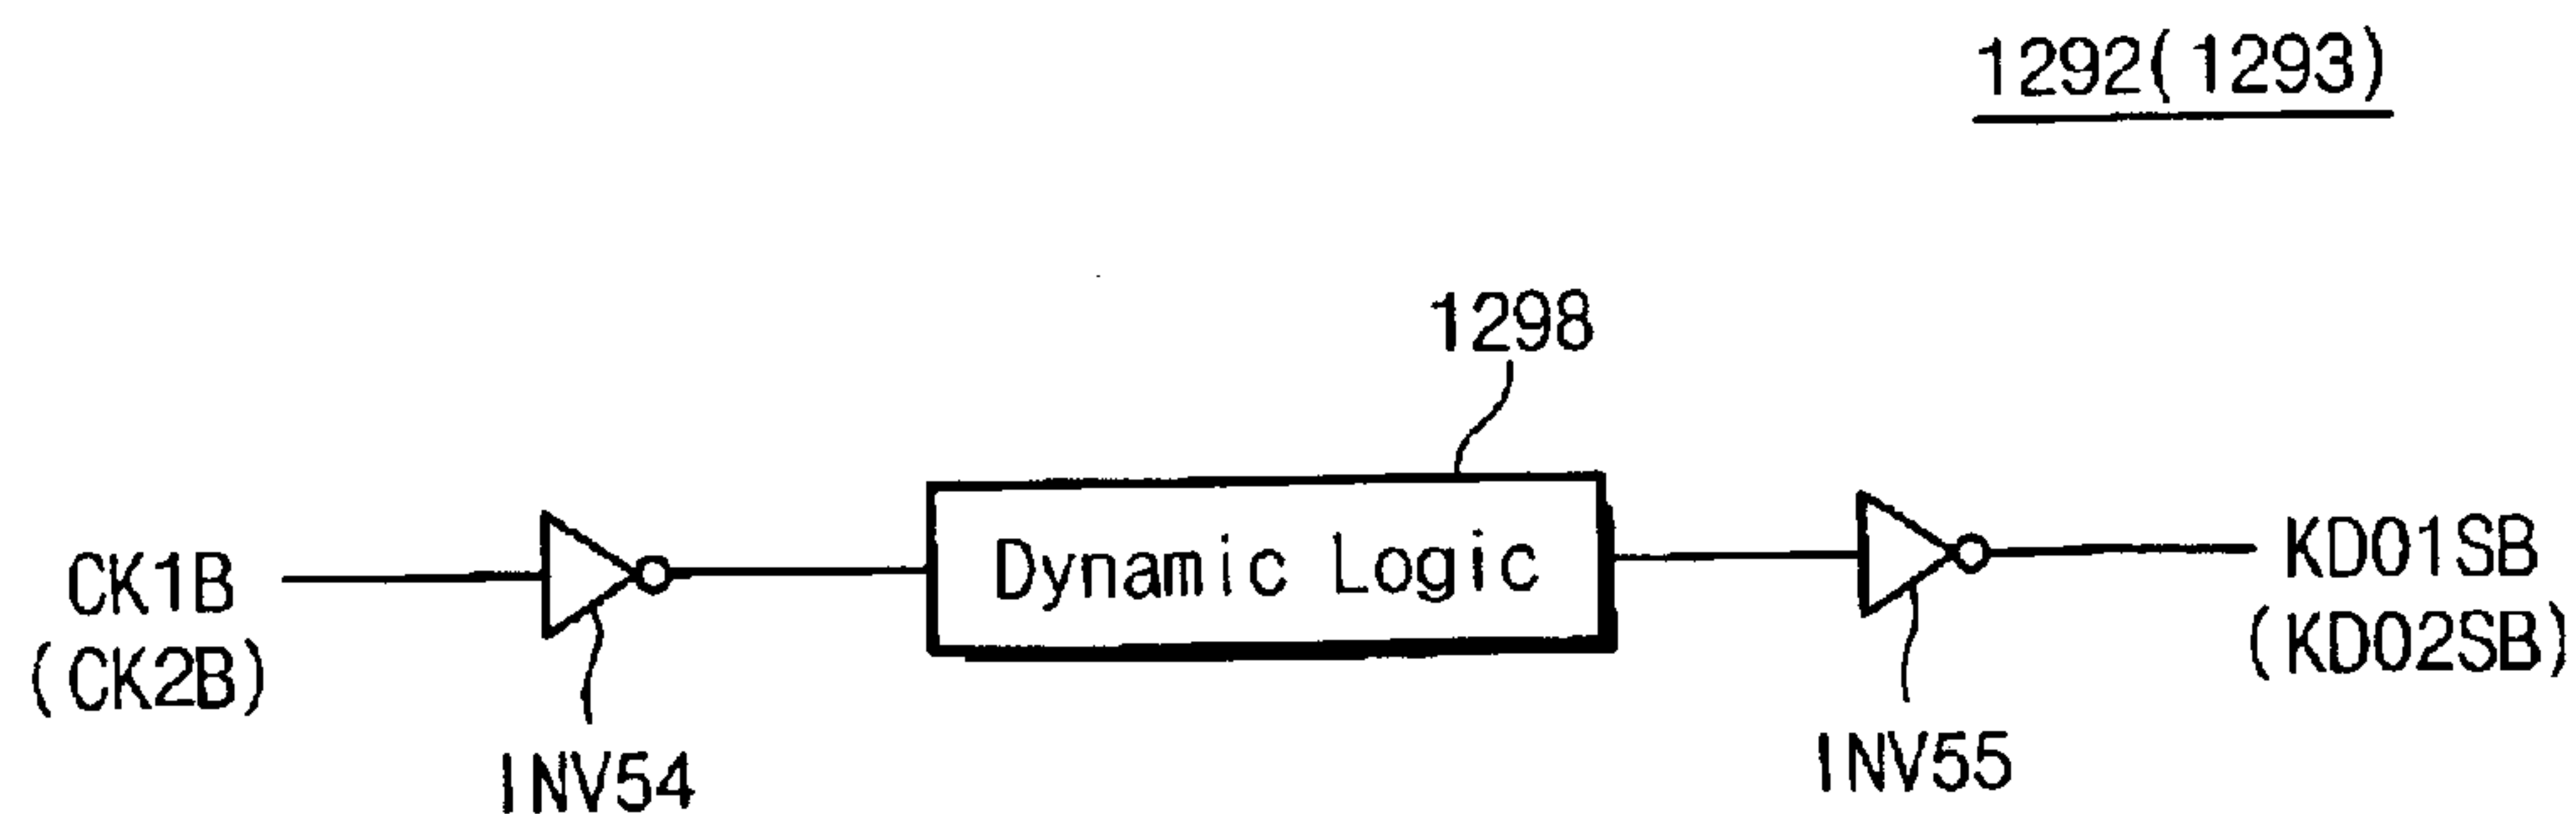 1292(1293)
1298
Dynamic Logic
CK1B
(CK2B)
KD01SB
(KD02SB)
INV54
INV55